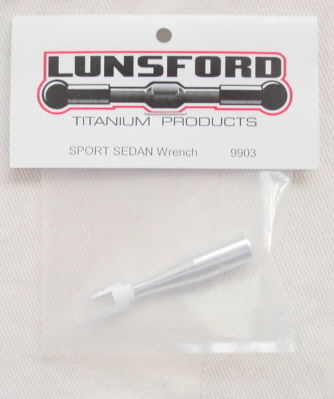 LUNSFORD
TITANIUM PRODUCTS
SPORT SEDAN Wrench 9903